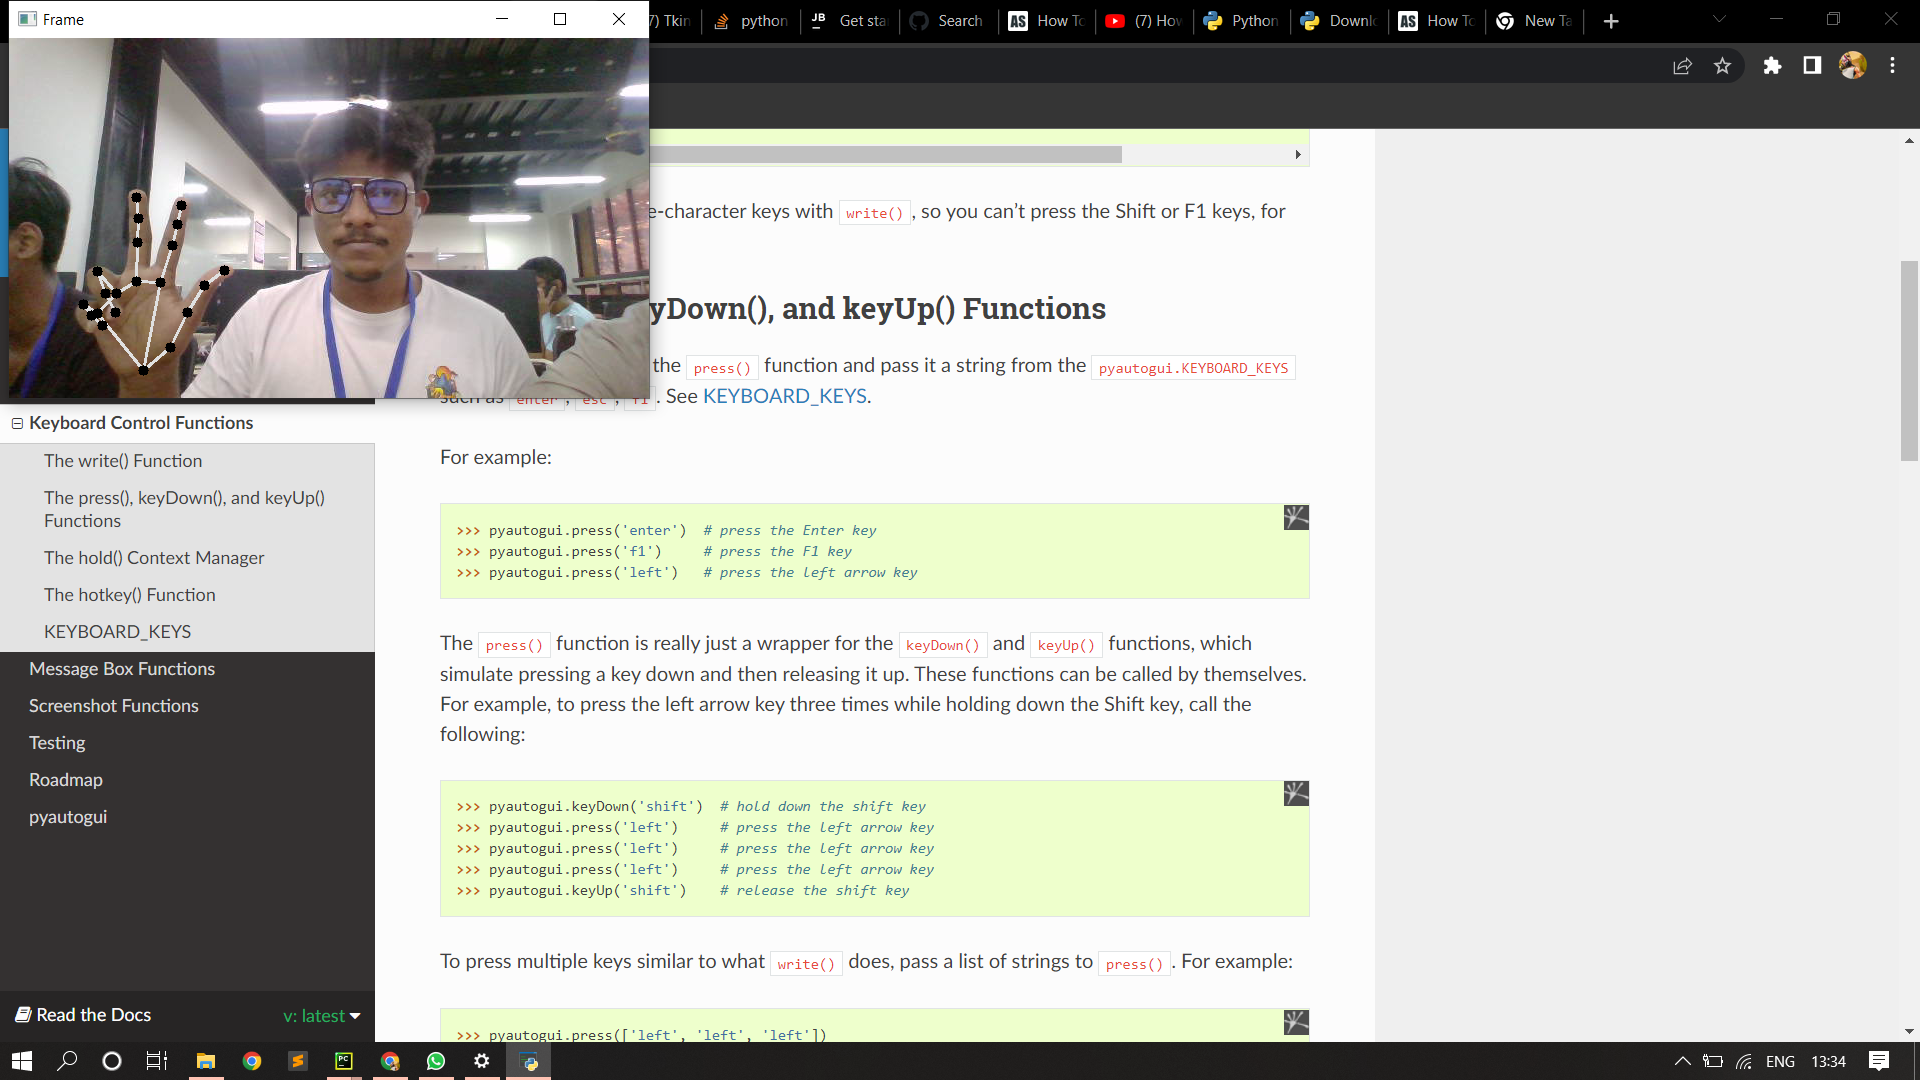 Frame
7) Tkin
python
Get sta
Search
AS How To
(7) How
Python
Downl
AS How To
New Ta
e-character keys with write(), so you can’t press the Shift or F1 keys, for
yDown(), and keyUp() Functions
the press() function and pass it a string from the pyautogui.KEYBOARD_KEYS
such as enter, esc, f1. See KEYBOARD_KEYS.
Keyboard Control Functions
The write() Function
The press(), keyDown(), and keyUp()
Functions
The hold() Context Manager
The hotkey() Function
KEYBOARD_KEYS
Message Box Functions
Screenshot Functions
Testing
Roadmap
pyautogui
Read the Docs
v: latest
For example:
>>> pyautogui.press('enter')  # press the Enter key
>>> pyautogui.press('f1')     # press the F1 key
>>> pyautogui.press('left')   # press the left arrow key
The press() function is really just a wrapper for the keyDown() and keyUp() functions, which
simulate pressing a key down and then releasing it up. These functions can be called by themselves.
For example, to press the left arrow key three times while holding down the Shift key, call the
following:
>>> pyautogui.keyDown('shift')  # hold down the shift key
>>> pyautogui.press('left')     # press the left arrow key
>>> pyautogui.press('left')     # press the left arrow key
>>> pyautogui.press('left')     # press the left arrow key
>>> pyautogui.keyUp('shift')    # release the shift key
To press multiple keys similar to what write() does, pass a list of strings to press(). For example:
>>> pyautogui.press(['left', 'left', 'left'])
ENG
13:34